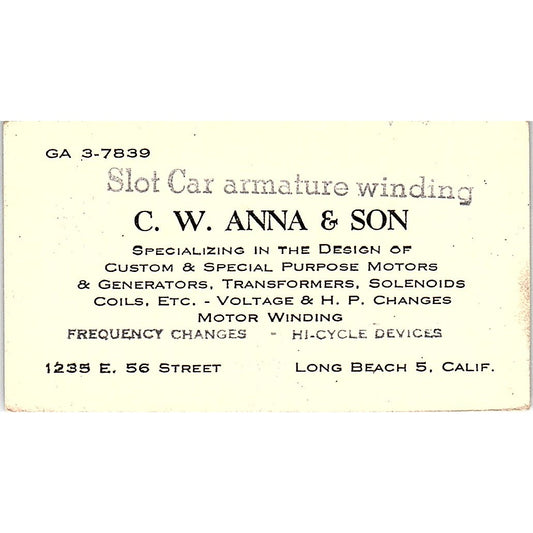 GA 3-7839
Slot Car armature winding
C. W. ANNA & SON
SPECIALIZING IN THE DESIGN OF
CUSTOM & SPECIAL PURPOSE MOTORS
& GENERATORS, TRANSFORMERS, SOLENOIDS
COILS, ETC. - VOLTAGE & H. P. CHANGES
MOTOR WINDING
FREQUENCY CHANGES - HI-CYCLE DEVICES
1235 E. 56 STREET LONG BEACH 5, CALIF.